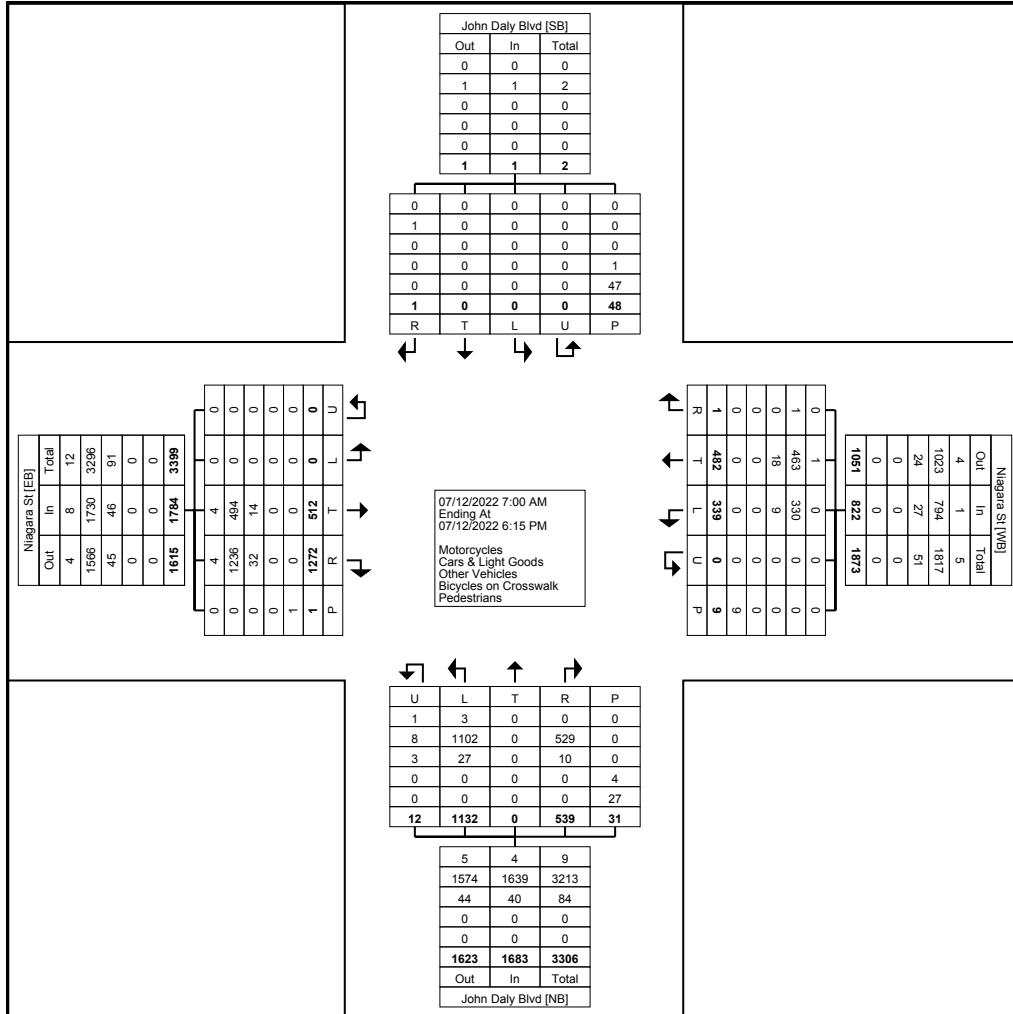 John Daly Blvd [SB]
Out In Total
0 0 0
1 1 2
0 0 0
0 0 0
0 0 0
1 1 2
0 0 0 0 0
1 0 0 0 0
0 0 0 0 0
0 0 0 0 1
0 0 0 0 47
1 0 0 0 48
R T L U P
Niagara St [EB]
Total In Out
12 8 4
3296 1730 1566
91 46 45
0 0 0
0 0 0
3399 1784 1615
0 0 4 4 0
0 0 494 1236 0
0 0 14 32 0
0 0 0 0 0
0 0 0 0 1
0 0 512 1272 1
U L T R P
07/12/2022 7:00 AM
Ending At
07/12/2022 6:15 PM
Motorcycles
Cars & Light Goods
Other Vehicles
Bicycles on Crosswalk
Pedestrians
Niagara St [WB]
Out In Total
4 1 5
1023 794 1817
24 27 51
0 0 0
0 0 0
1051 822 1873
0 1 0 0 0
1 463 330 0 0
0 18 9 0 0
0 0 0 0 0
0 0 0 0 9
1 482 339 0 9
R T L U P
U L T R P
1 3 0 0 0
8 1102 0 529 0
3 27 0 10 0
0 0 0 0 4
0 0 0 0 27
12 1132 0 539 31
5 4 9
1574 1639 3213
44 40 84
0 0 0
0 0 0
1623 1683 3306
Out In Total
John Daly Blvd [NB]